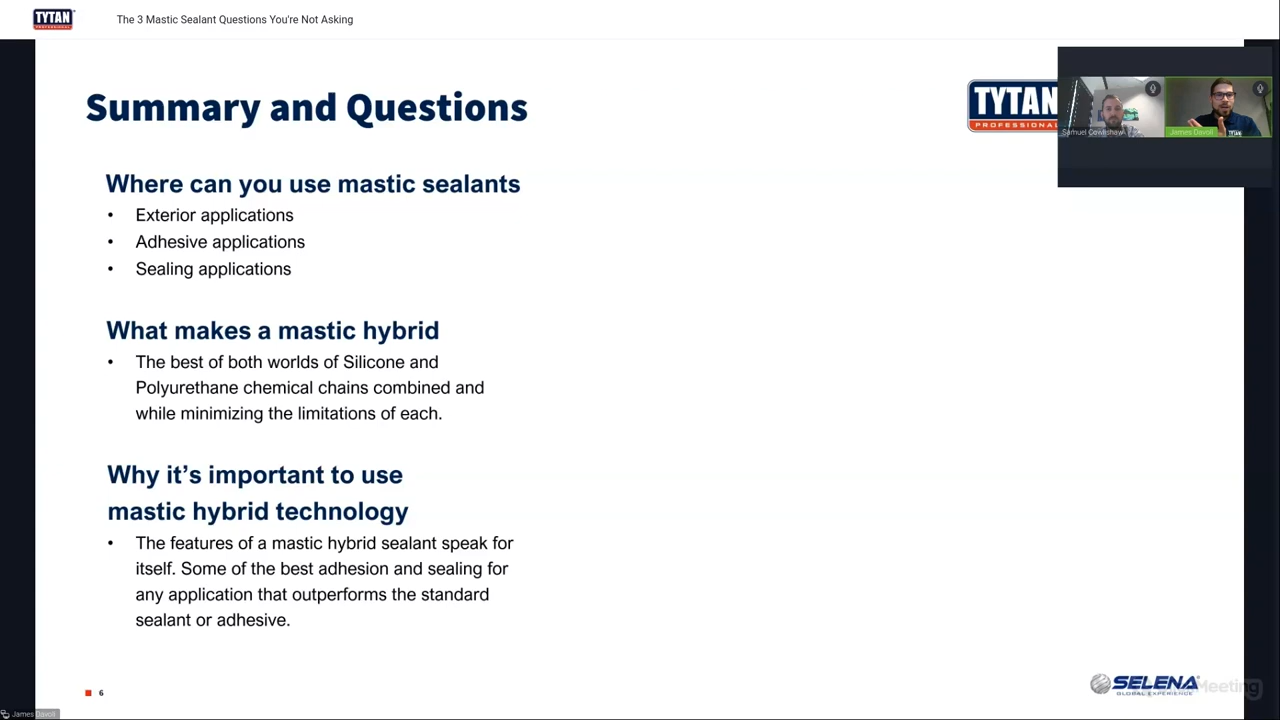 TYTAN
PROFESSIONAL
The 3 Mastic Sealant Questions You're Not Asking
Summary and Questions
TYTAN
PROFESSIONAL
Samuel Cawkshaw
James Davoli
Where can you use mastic sealants
• Exterior applications
• Adhesive applications
• Sealing applications
What makes a mastic hybrid
• The best of both worlds of Silicone and
Polyurethane chemical chains combined and
while minimizing the limitations of each.
Why it’s important to use
mastic hybrid technology
• The features of a mastic hybrid sealant speak for
itself. Some of the best adhesion and sealing for
any application that outperforms the standard
sealant or adhesive.
6
SELENA
GLOBAL EXPERIENCE
Meeting
James Davoli